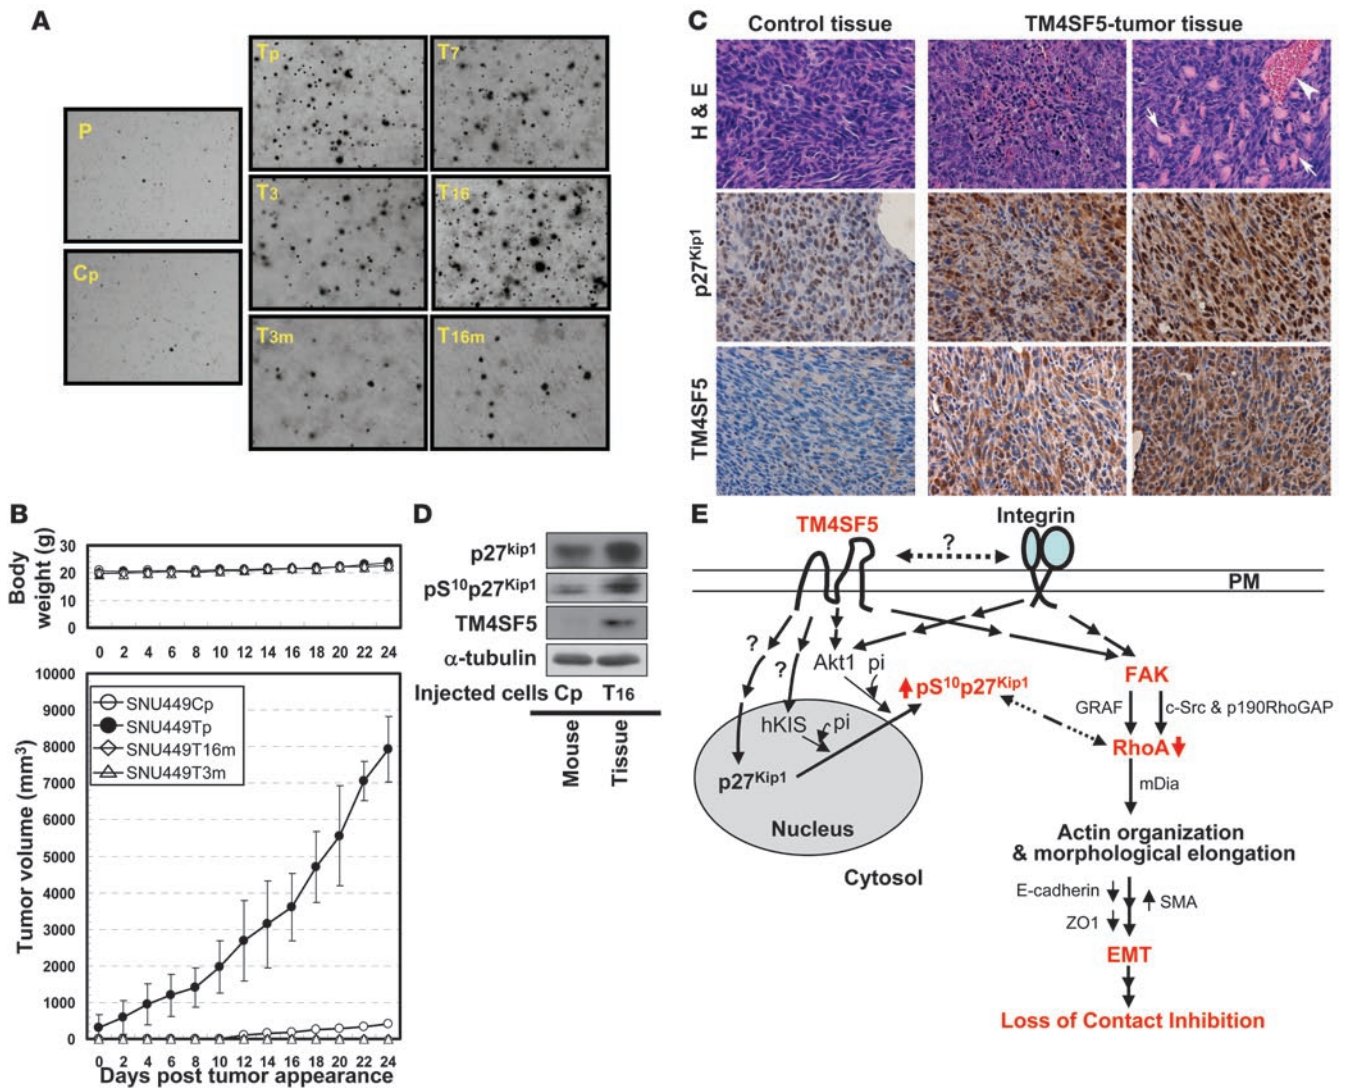 A
P
Cp
Tp
T7
T3
T16
T3m
T16m
C
Control tissue
TM4SF5-tumor tissue
H & E
p27Kip1
TM4SF5
B
Body weight (g)
30
20
10
0
0 2 4 6 8 10 12 14 16 18 20 22 24
Tumor volume (mm3)
10000
9000
8000
7000
6000
5000
4000
3000
2000
1000
0
SNU449Cp
SNU449Tp
SNU449T16m
SNU449T3m
0 2 4 6 8 10 12 14 16 18 20 22 24
Days post tumor appearance
D
p27kip1
pS10p27Kip1
TM4SF5
α-tubulin
Injected cells Cp T16
Mouse
Tissue
E
TM4SF5
Integrin
?
PM
?
?
Akt1
pi
FAK
pS10p27Kip1
GRAF
c-Src & p190RhoGAP
hKIS
pi
RhoA
p27Kip1
mDia
Nucleus
Cytosol
Actin organization
& morphological elongation
E-cadherin
SMA
ZO1
EMT
Loss of Contact Inhibition